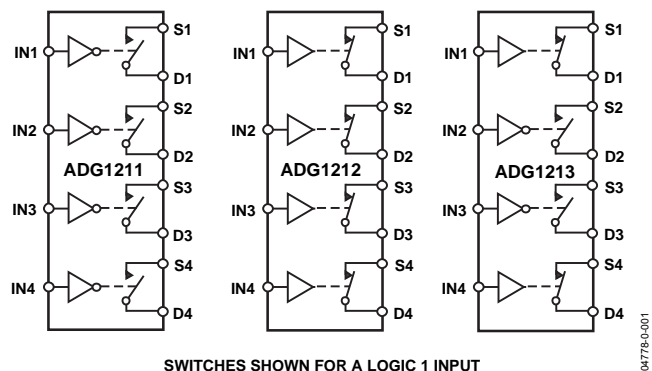 IN1
S1
D1
IN2
S2
D2
ADG1211
IN3
S3
D3
IN4
S4
D4
IN1
S1
D1
IN2
S2
D2
ADG1212
IN3
S3
D3
IN4
S4
D4
IN1
S1
D1
IN2
S2
D2
ADG1213
IN3
S3
D3
IN4
S4
D4
SWITCHES SHOWN FOR A LOGIC 1 INPUT
04778-0-001